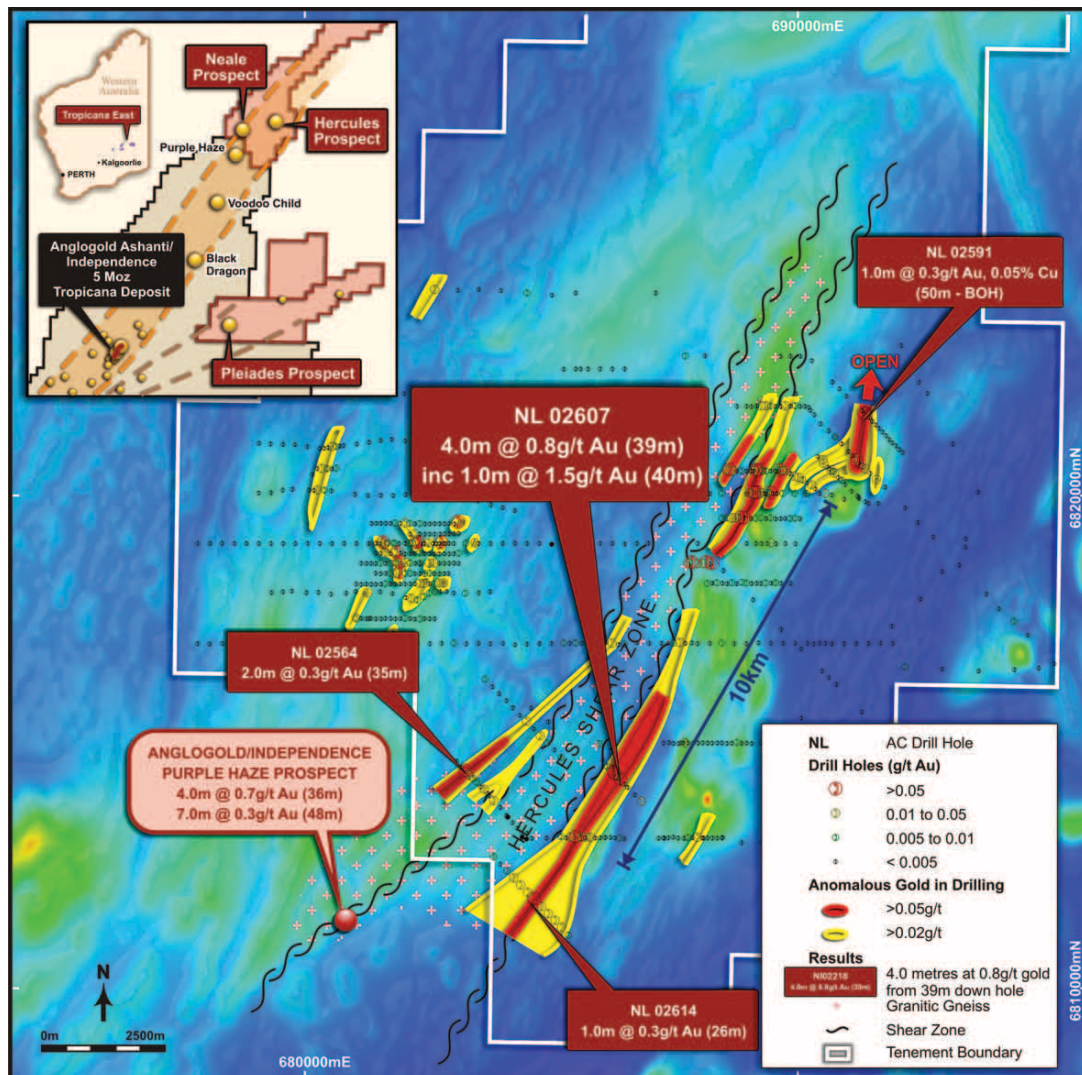 690000mE
Neale
Prospect
Western
Australia
Tropicana East
Kalgoorlie
PERTH
Hercules
Prospect
Purple Haze
Voodoo Child
Black
Dragon
Anglogold Ashanti/
Independence
5 Moz
Tropicana Deposit
Pleiades Prospect
NL 02591
1.0m @ 0.3g/t Au, 0.05% Cu
(50m - BOH)
OPEN
NL 02607
4.0m @ 0.8g/t Au (39m)
inc 1.0m @ 1.5g/t Au (40m)
6820000mN
NL 02564
2.0m @ 0.3g/t Au (35m)
HERCULES SHEAR ZONE
10km
ANGLOGOLD/INDEPENDENCE
PURPLE HAZE PROSPECT
4.0m @ 0.7g/t Au (36m)
7.0m @ 0.3g/t Au (48m)
NL 02614
1.0m @ 0.3g/t Au (26m)
N
0m 2500m
680000mE
6810000mN
NL AC Drill Hole
Drill Holes (g/t Au)
>0.05
0.01 to 0.05
0.005 to 0.01
< 0.005
Anomalous Gold in Drilling
>0.05g/t
>0.02g/t
Results
NI02218
4.0m @ 0.8g/t Au (39m)
4.0 metres at 0.8g/t gold
from 39m down hole
Granitic Gneiss
Shear Zone
Tenement Boundary